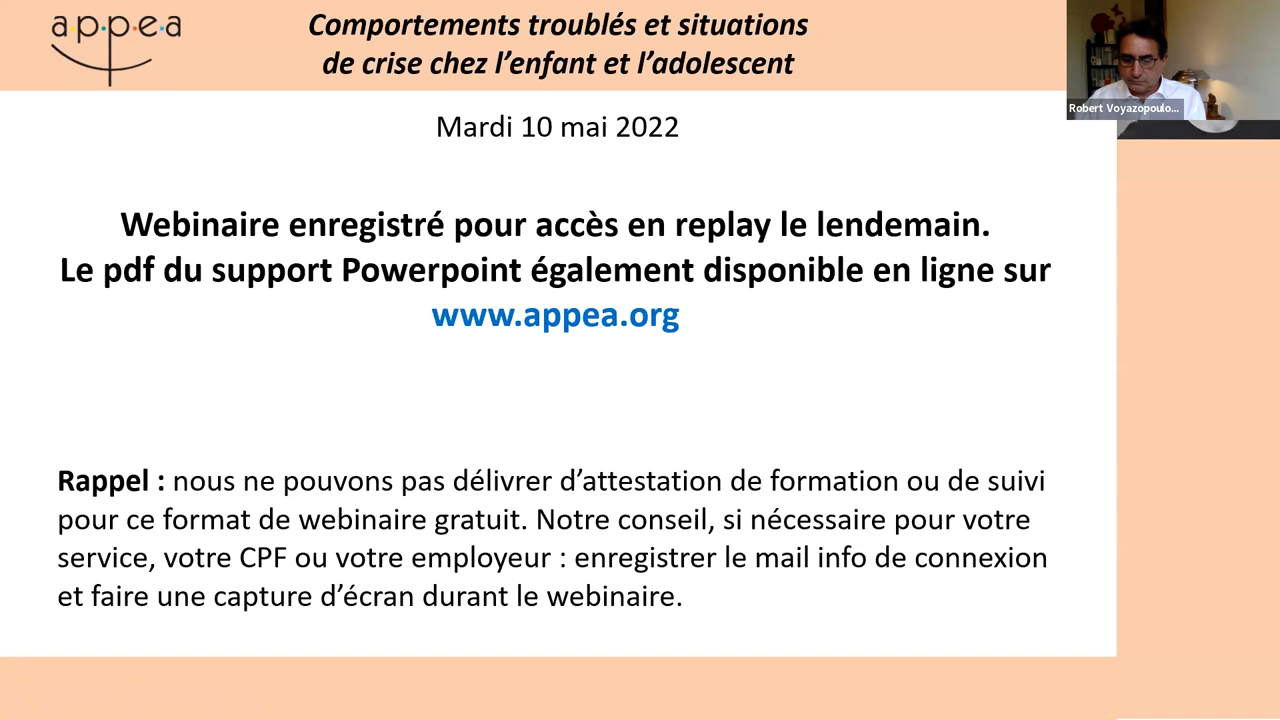 a·p·p·e·a
Comportements troublés et situations
de crise chez l’enfant et l’adolescent
Robert Voyazopoulo...
Mardi 10 mai 2022
Webinaire enregistré pour accès en replay le lendemain.
Le pdf du support Powerpoint également disponible en ligne sur
www.appea.org
Rappel : nous ne pouvons pas délivrer d’attestation de formation ou de suivi
pour ce format de webinaire gratuit. Notre conseil, si nécessaire pour votre
service, votre CPF ou votre employeur : enregistrer le mail info de connexion
et faire une capture d’écran durant le webinaire.